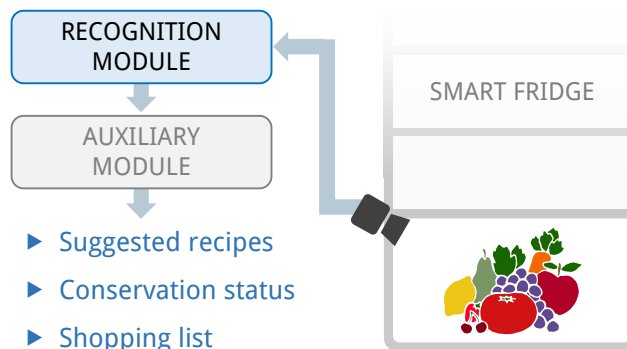 RECOGNITION
MODULE
SMART FRIDGE
AUXILIARY
MODULE
Suggested recipes
Conservation status
Shopping list